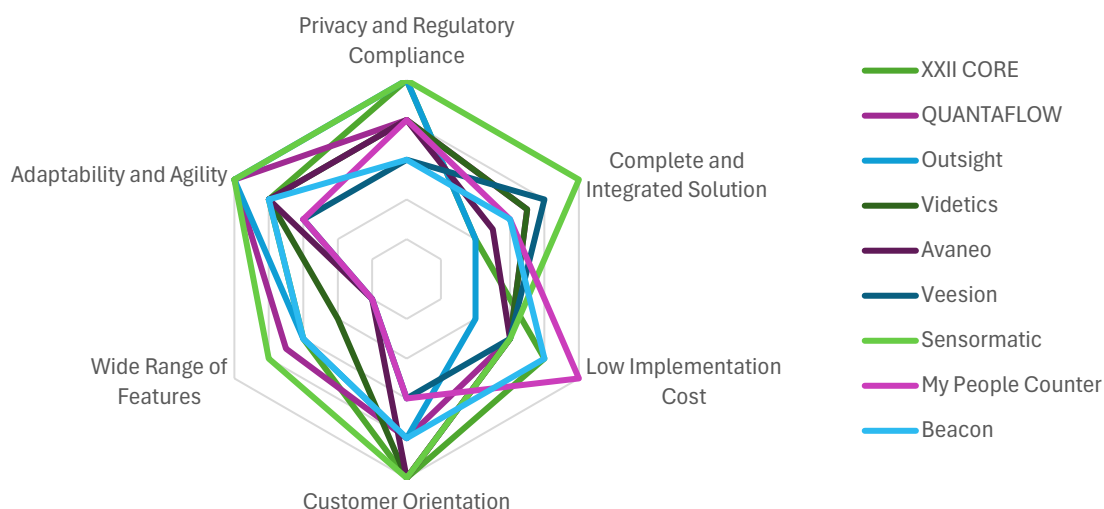 Privacy and Regulatory
Compliance
Complete and
Integrated Solution
Low Implementation
Cost
Customer Orientation
Wide Range of
Features
Adaptability and Agility
XXII CORE
QUANTAFLOW
Outsight
Videtics
Avaneo
Veesion
Sensormatic
My People Counter
Beacon